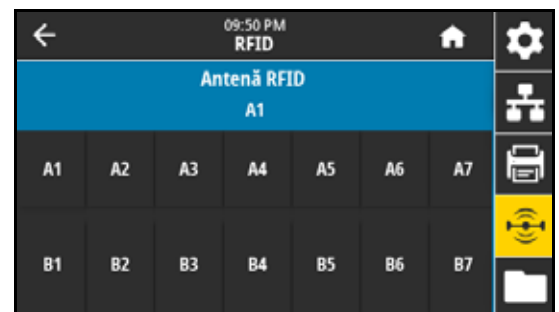 09:50 PM
RFID
Antenă RFID
A1
A1 A2 A3 A4 A5 A6 A7
B1 B2 B3 B4 B5 B6 B7